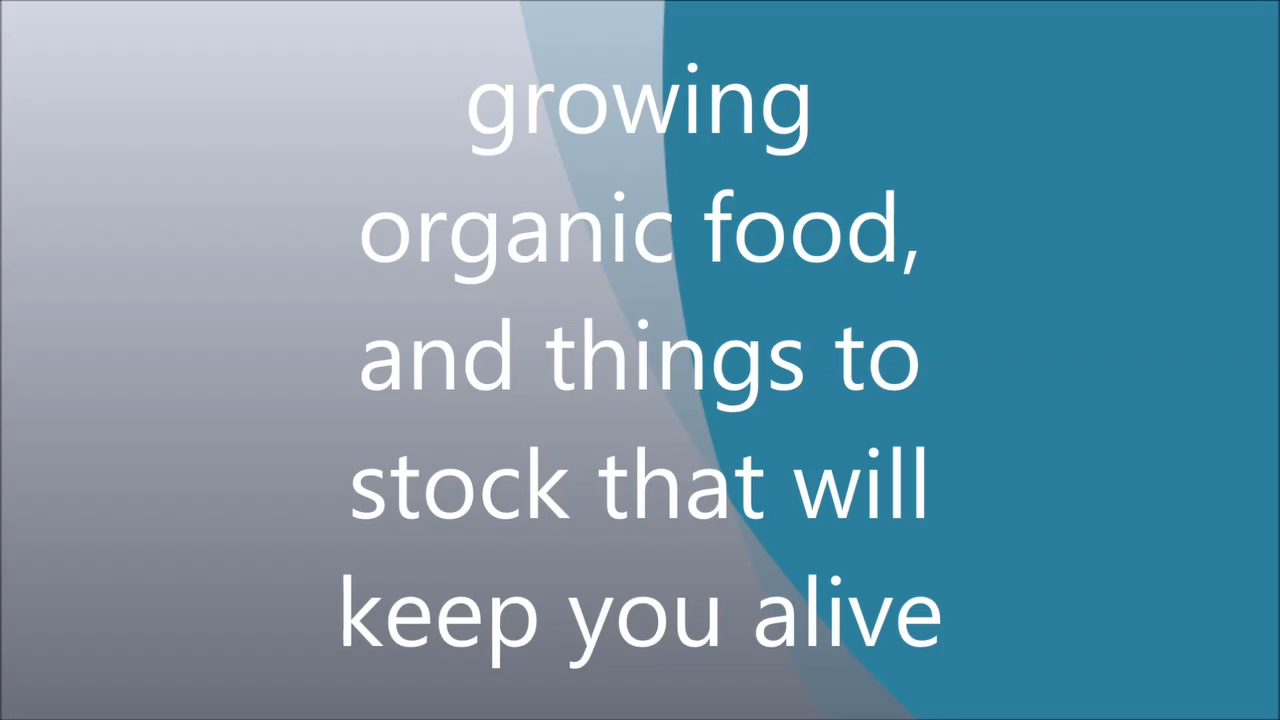 growing
organic food,
and things to
stock that will
keep you alive